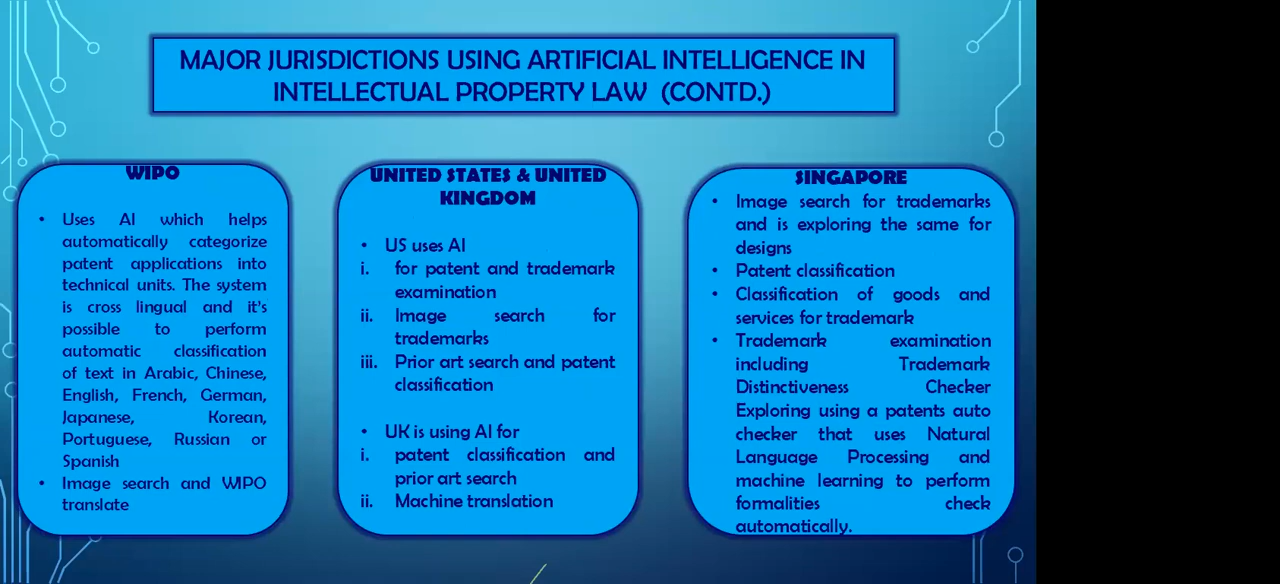 MAJOR JURISDICTIONS USING ARTIFICIAL INTELLIGENCE IN
INTELLECTUAL PROPERTY LAW (CONTD.)
WIPO
• Uses AI which helps
automatically categorize
patent applications into
technical units. The system
is cross lingual and it's
possible to perform
automatic classification
of text in Arabic, Chinese,
English, French, German,
Japanese, Korean,
Portuguese, Russian or
Spanish
• Image search and WIPO
translate
UNITED STATES & UNITED
KINGDOM
• US uses AI
i. for patent and trademark
examination
ii. Image search for
trademarks
iii. Prior art search and patent
classification
• UK is using AI for
i. patent classification and
prior art search
ii. Machine translation
SINGAPORE
• Image search for trademarks
and is exploring the same for
designs
• Patent classification
• Classification of goods and
services for trademark
• Trademark examination
including Trademark
Distinctiveness Checker
Exploring using a patents auto
checker that uses Natural
Language Processing and
machine learning to perform
formalities check
automatically.